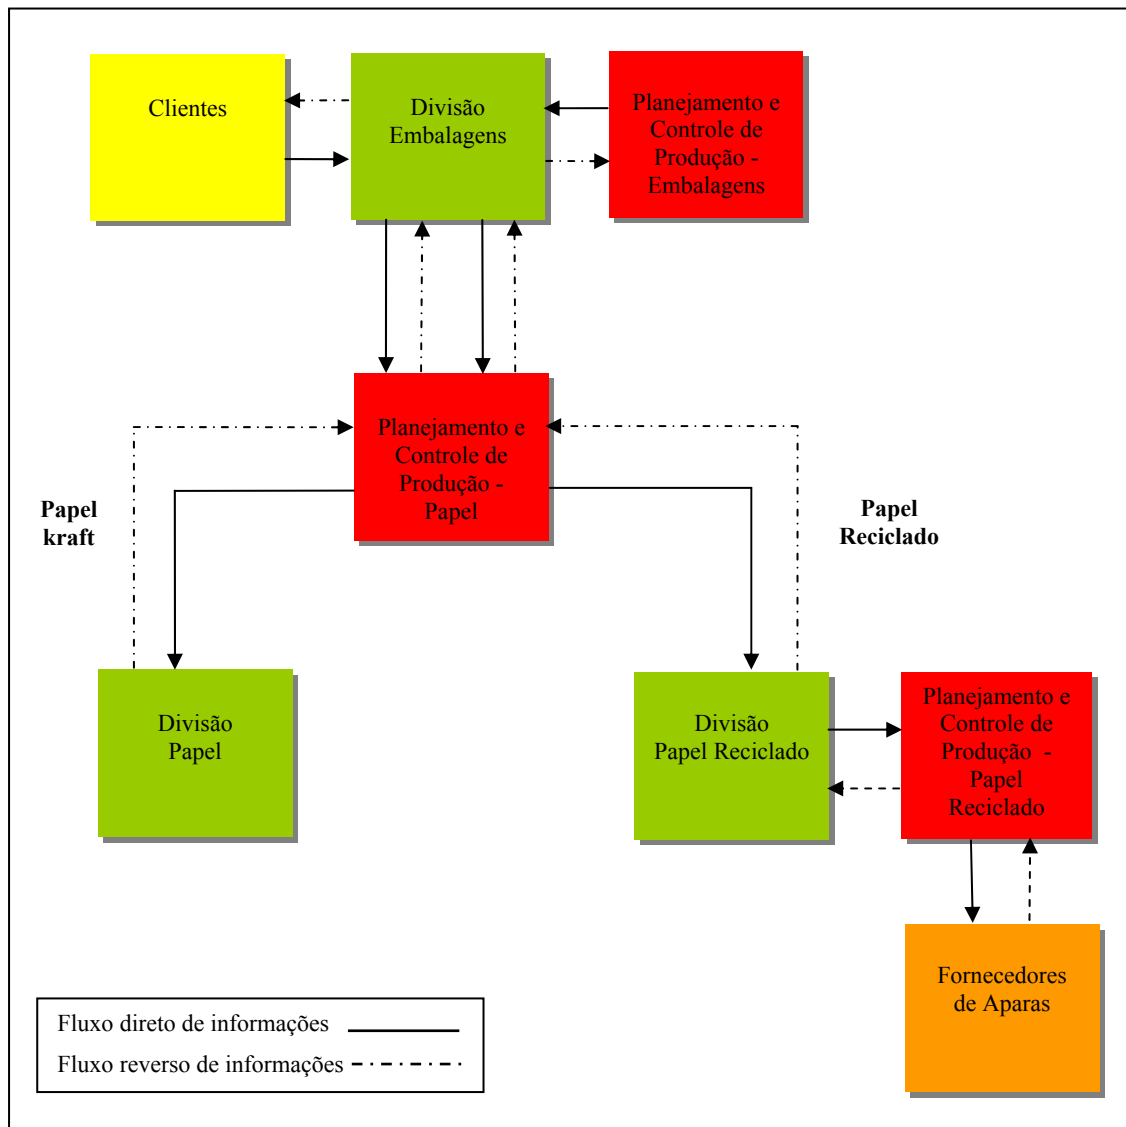 Clientes
Divisão
Embalagens
Planejamento e
Controle de
Produção -
Embalagens
Planejamento e
Controle de
Produção -
Papel
Papel
kraft
Papel
Reciclado
Divisão
Papel
Divisão
Papel Reciclado
Planejamento e
Controle de
Produção -
Papel
Reciclado
Fornecedores
de Aparas
Fluxo direto de informações
Fluxo reverso de informações